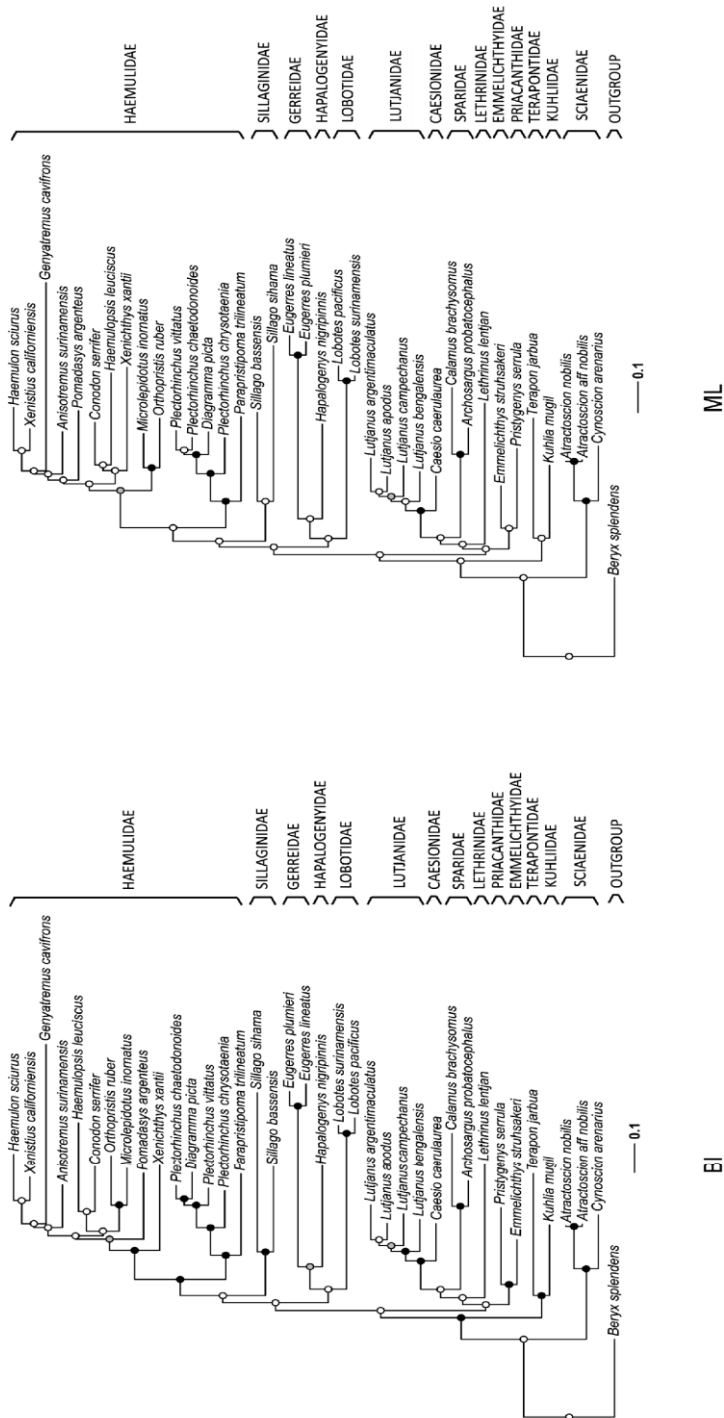 Haemulon sciurus
Xenistius californiensis
Genyatremus cavifrons
Anisotremus surinamensis
Haemulopsis leuciscus
Conodon serrifer
Orthopristis ruber
Microlepidotus inornatus
Pomadasys argenteus
Xenichthys xantii
Plectorhinchus chaetodonoides
Diagramma picta
Plectorhinchus vittatus
Plectorhinchus chrysotaenia
Parapristipoma trilineatum
Sillago sihama
Sillago bassensis
Eugerres plumieri
Eugerres lineatus
Hapalogenys nigripinnis
Lobotes surinamensis
Lobotes pacificus
Lutjanus argentimaculatus
Lutjanus apodus
Lutjanus campechanus
Lutjanus bengalensis
Caesio caerulaurea
Calamus brachysomus
Archosargus probatocephalus
Lethrinus lentjan
Pristygenys serrula
Emmelichthys struhsakeri
Terapon jarbua
Kuhlia mugil
Atractoscion nobilis
Atractoscion aff nobilis
Cynoscion arenarius
Beryx splendens
HAEMULIDAE
SILLAGINIDAE
GERREIDAE
HAPALOGENYIDAE
LOBOTIDAE
LUTJANIDAE
CAESIONIDAE
SPARIDAE
LETHRINIDAE
PRIACANTHIDAE
EMMELICHTHYIDAE
TERAPONTIDAE
KUHLIIDAE
SCIAENIDAE
OUTGROUP
0.1
BI
Haemulon sciurus
Xenistius californiensis
Genyatremus cavifrons
Anisotremus surinamensis
Pomadasys argenteus
Conodon serrifer
Haemulopsis leuciscus
Xenichthys xantii
Microlepidotus inornatus
Orthopristis ruber
Plectorhinchus vittatus
Plectorhinchus chaetodonoides
Diagramma picta
Plectorhinchus chrysotaenia
Parapristipoma trilineatum
Sillago bassensis
Sillago sihama
Eugerres lineatus
Eugerres plumieri
Hapalogenys nigripinnis
Lobotes pacificus
Lobotes surinamensis
Lutjanus argentimaculatus
Lutjanus apodus
Lutjanus campechanus
Lutjanus bengalensis
Caesio caerulaurea
Calamus brachysomus
Archosargus probatocephalus
Lethrinus lentjan
Emmelichthys struhsakeri
Pristygenys serrula
Terapon jarbua
Kuhlia mugil
Atractoscion nobilis
Atractoscion aff nobilis
Cynoscion arenarius
Beryx splendens
HAEMULIDAE
SILLAGINIDAE
GERREIDAE
HAPALOGENYIDAE
LOBOTIDAE
LUTJANIDAE
CAESIONIDAE
SPARIDAE
LETHRINIDAE
EMMELICHTHYIDAE
PRIACANTHIDAE
TERAPONTIDAE
KUHLIIDAE
SCIAENIDAE
OUTGROUP
0.1
ML